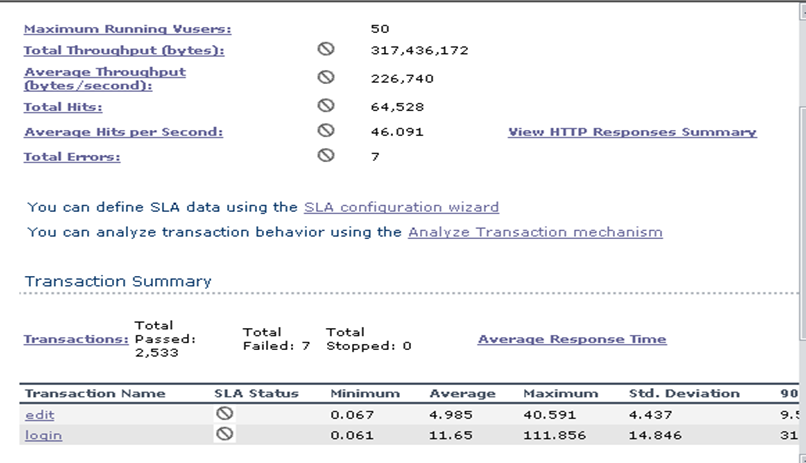 Maximum Running Vusers: 50
Total Throughput (bytes): 317,436,172
Average Throughput
(bytes/second): 226,740
Total Hits: 64,528
Average Hits per Second: 46.091 View HTTP Responses Summary
Total Errors: 7
You can define SLA data using the SLA configuration wizard
You can analyze transaction behavior using the Analyze Transaction mechanism
Transaction Summary
Transactions: Total Passed: 2,533 Total Failed: 7 Total Stopped: 0 Average Response Time
Transaction Name SLA Status Minimum Average Maximum Std. Deviation 90
edit 0.067 4.985 40.591 4.437 9.5
login 0.061 11.65 111.856 14.846 31